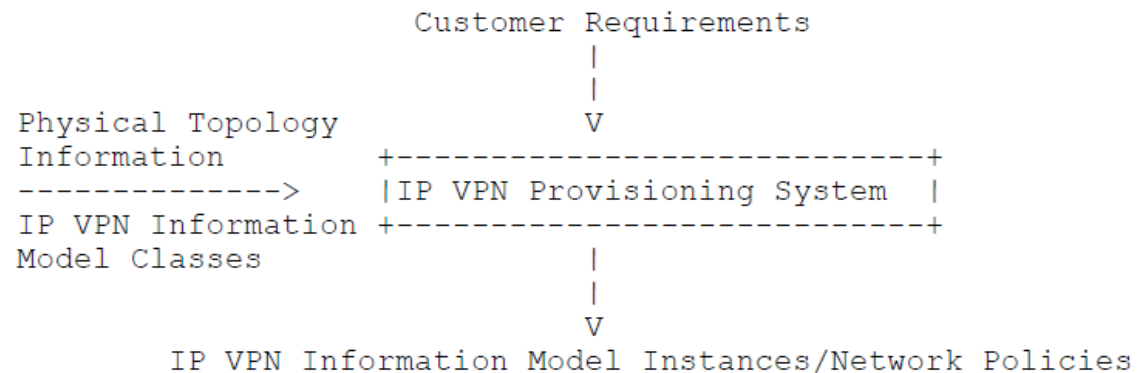 Customer Requirements
|
|
Physical Topology V
Information +----------------------------+
--------------> |IP VPN Provisioning System |
IP VPN Information +----------------------------+
Model Classes |
|
V
IP VPN Information Model Instances/Network Policies